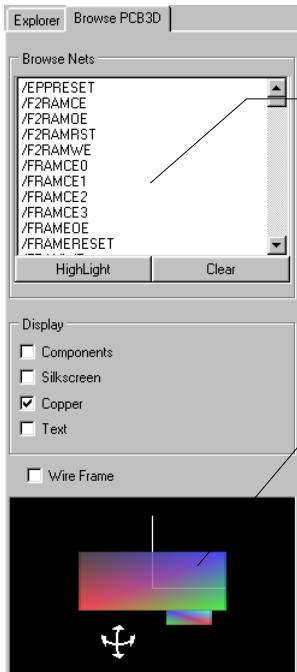 Explorer Browse PCB3D
Browse Nets
/EPPRESET
/F2RAMCE
/F2RAMOE
/F2RAMRST
/F2RAMWE
/FRAMCE0
/FRAMCE1
/FRAMCE2
/FRAMCE3
/FRAMEOE
/FRAMERESET
HighLight Clear
Display
Components
Silkscreen
Copper
Text
Wire Frame